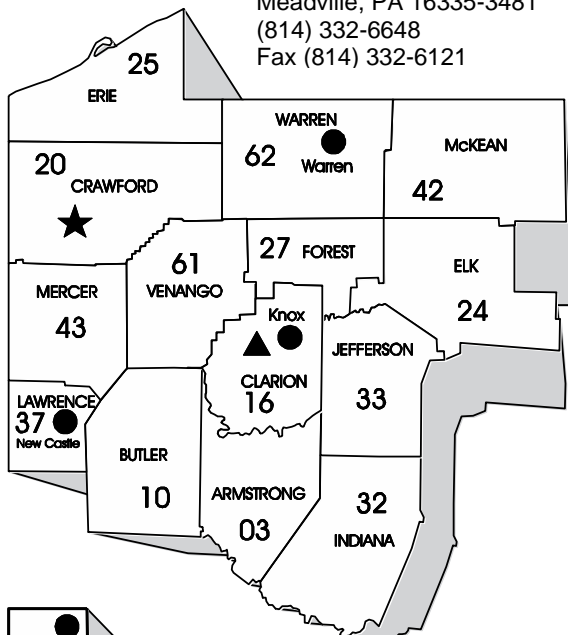 Meadville, PA 16335-3481
(814) 332-6648
Fax (814) 332-6121
25
ERIE
WARREN
62
Warren
McKEAN
42
20
CRAWFORD
27 FOREST
61
VENANGO
ELK
24
MERCER
43
Knox
CLARION
16
JEFFERSON
33
LAWRENCE
37
New Castle
BUTLER
10
ARMSTRONG
03
32
INDIANA